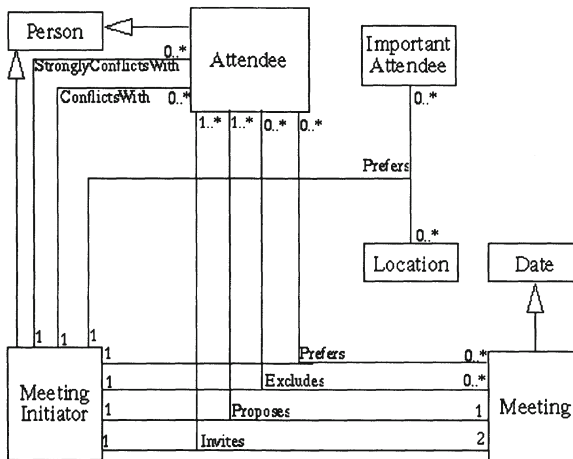 Person
0..*
StronglyConflictsWith
Attendee
Important
Attendee
ConflictsWith
0..*
1..*
1..*
0..*
0..*
0..*
Prefers
0..*
Location
Date
1
1
1
1
Prefers
0..*
Meeting
Initiator
1
Excludes
0..*
Meeting
1
Proposes
1
1
Invites
2